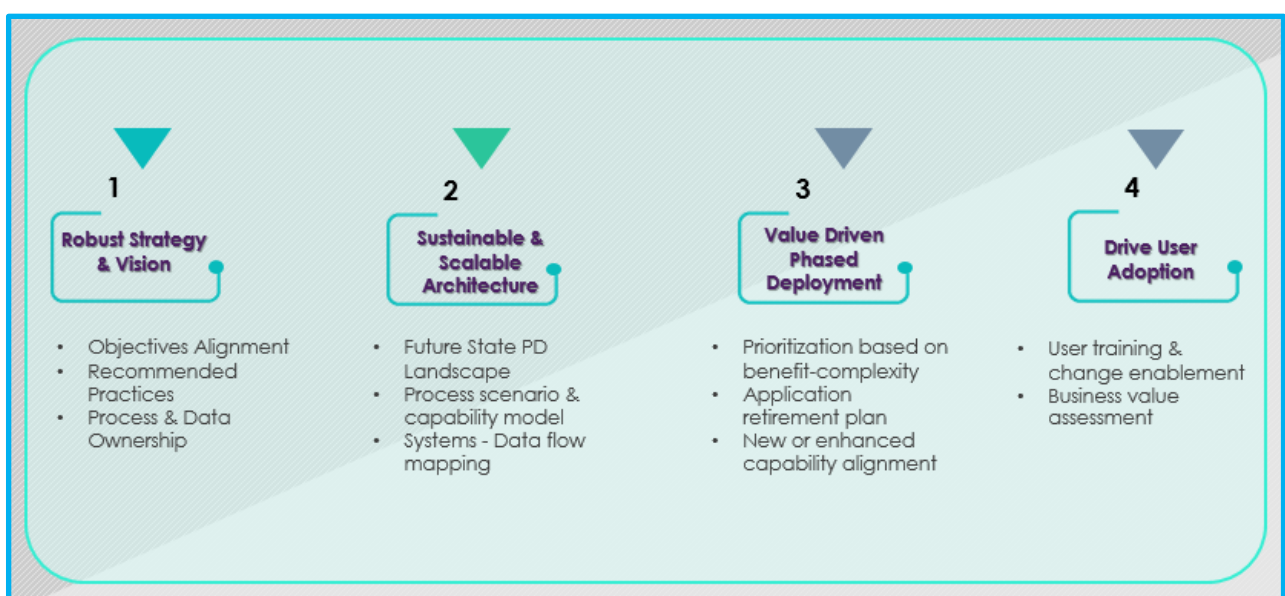 1
Robust Strategy
& Vision
• Objectives Alignment
• Recommended
Practices
• Process & Data
Ownership
2
Sustainable &
Scalable
Architecture
• Future State PD
Landscape
• Process scenario &
capability model
• Systems - Data flow
mapping
3
Value Driven
Phased
Deployment
• Prioritization based on
benefit-complexity
• Application
retirement plan
• New or enhanced
capability alignment
4
Drive User
Adoption
• User training &
change enablement
• Business value
assessment